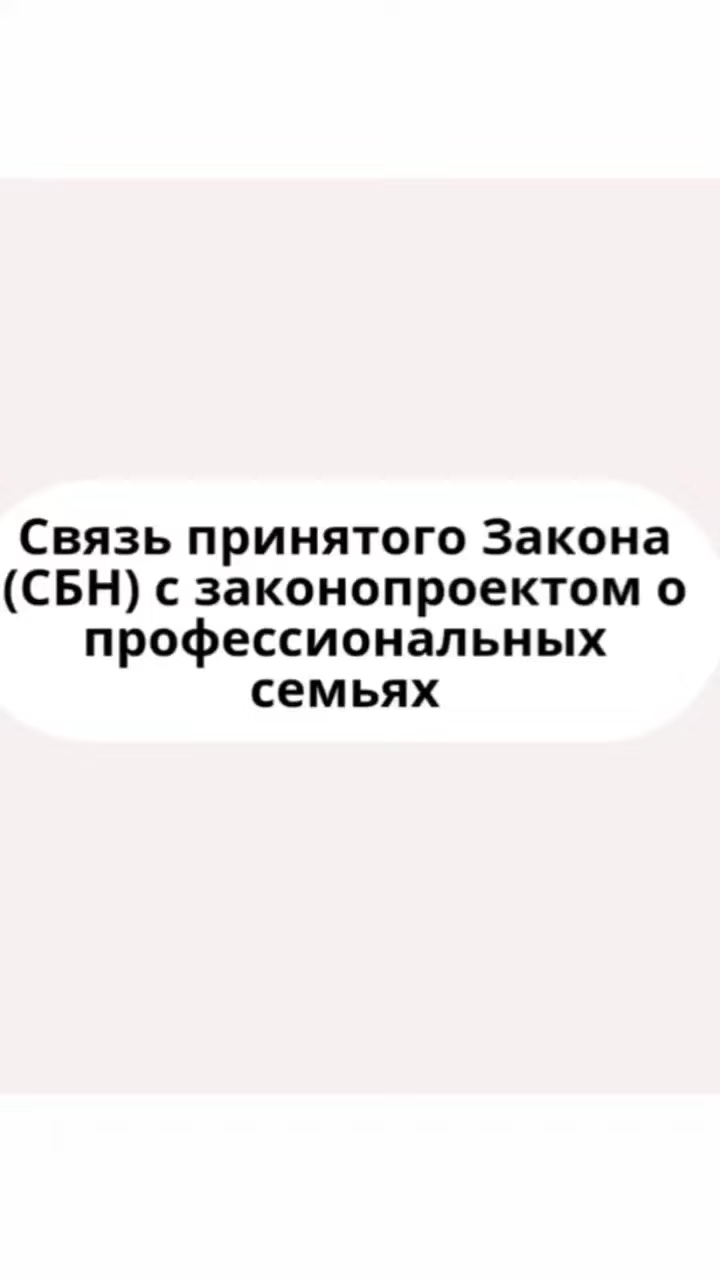 Связь принятого Закона
(СБН) с законопроектом о
профессиональных
семьях